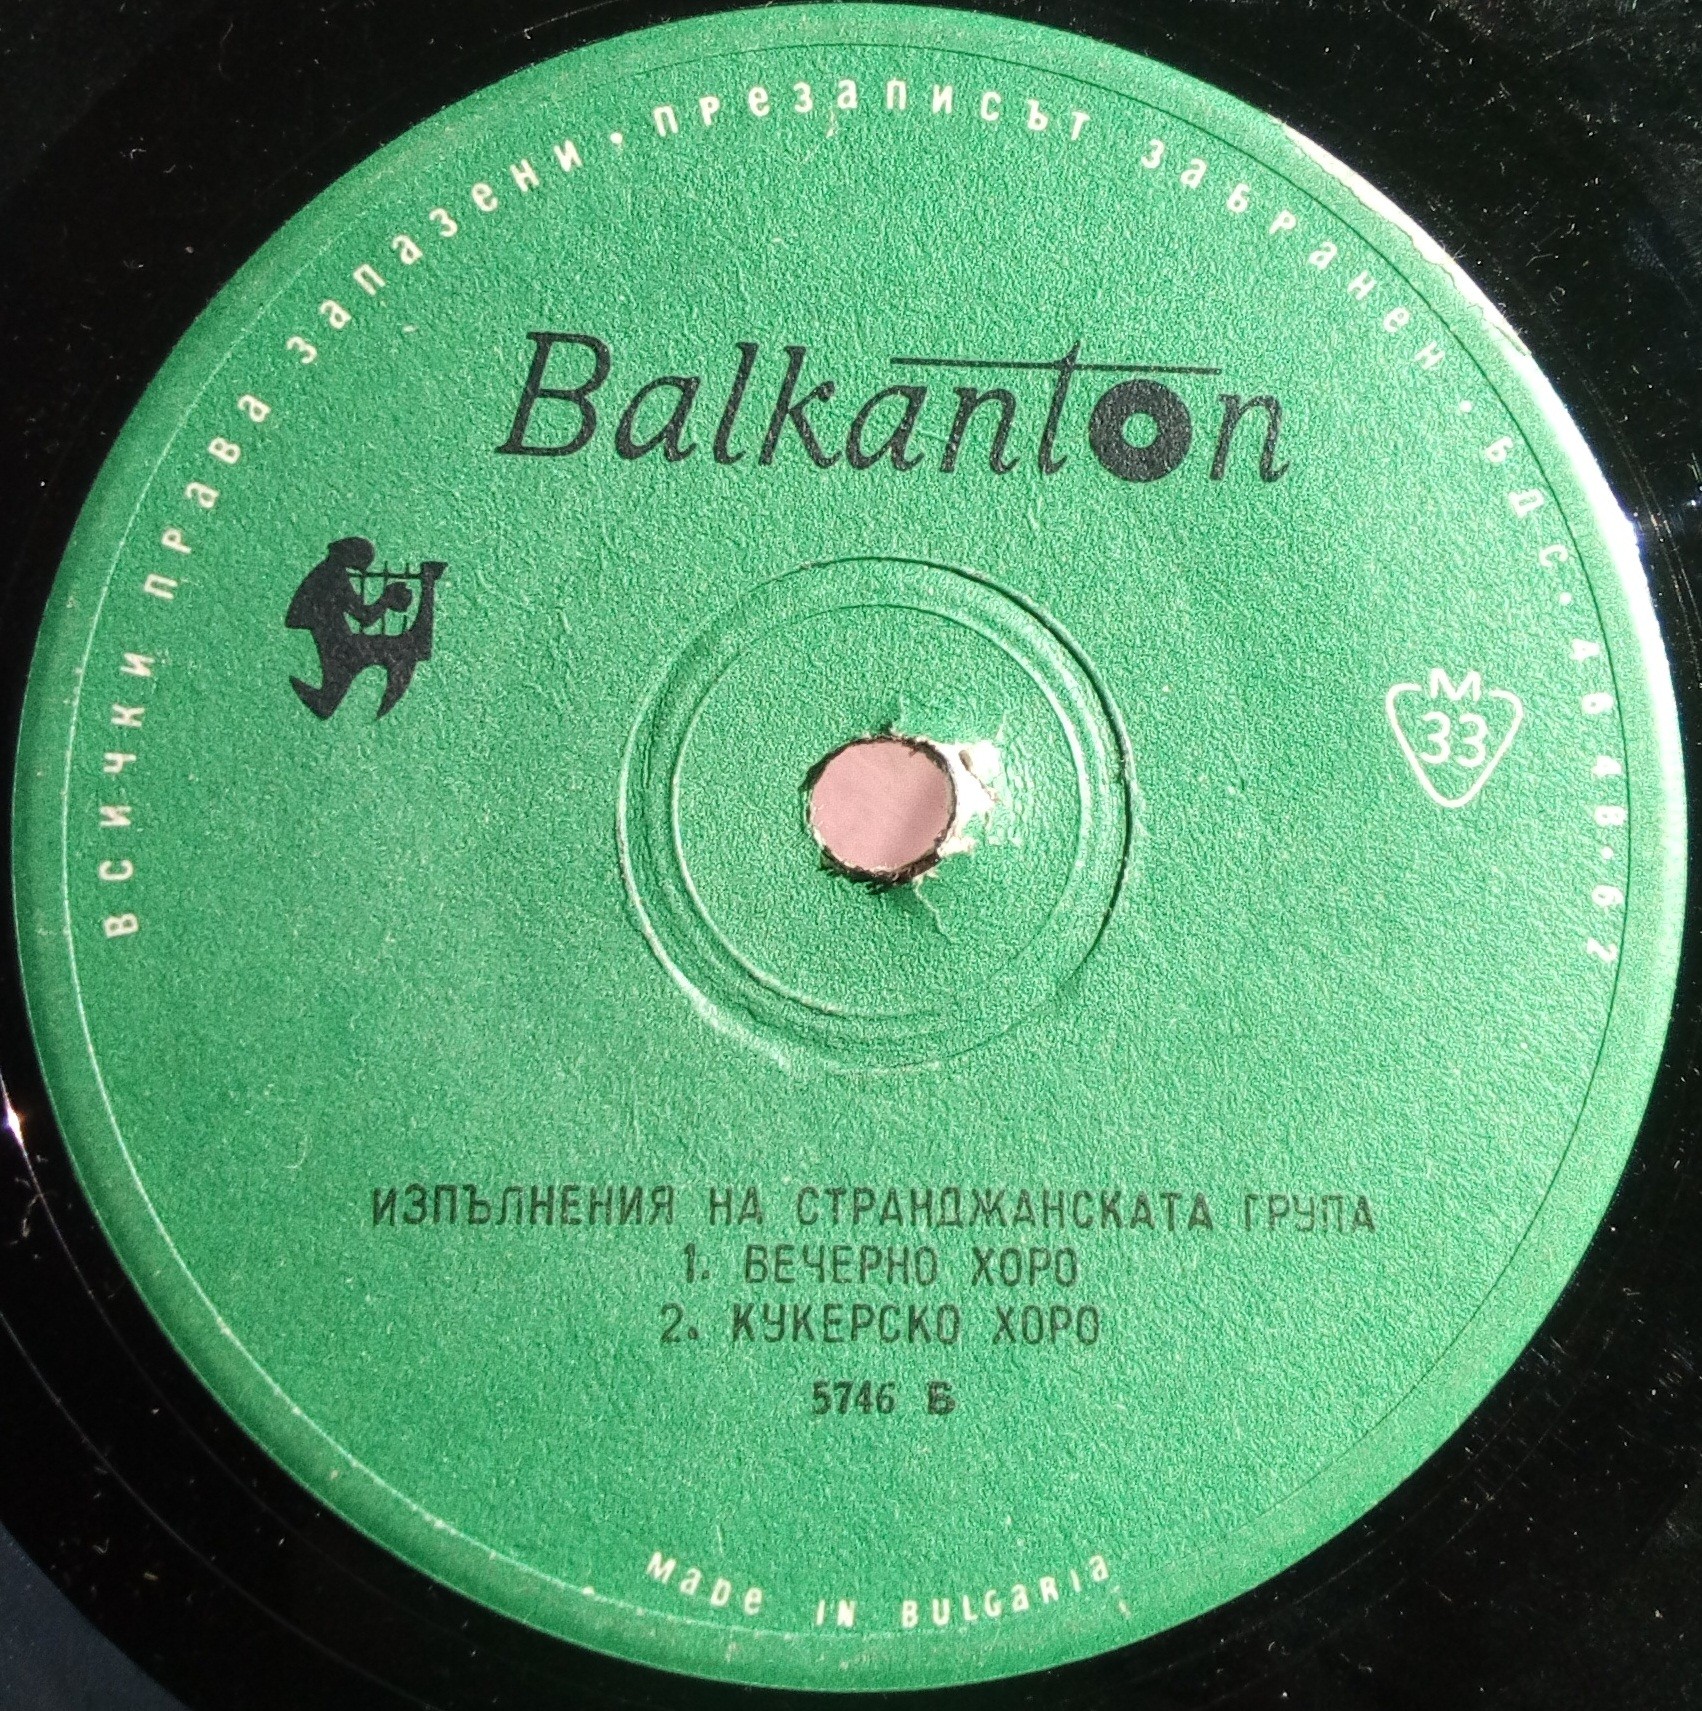 всички права запазени • презаписът забранен • БДС • 4648 • 62
Balkanton
M
33
ИЗПЪЛНЕНИЯ НА СТРАНДЖАНСКАТА ГРУПА
1. ВЕЧЕРНО ХОРО
2. КУКЕРСКО ХОРО
5746 Б
Made in Bulgaria